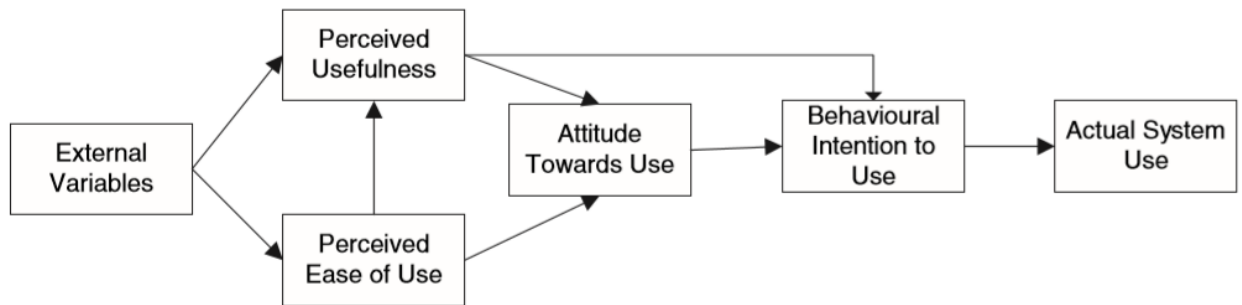 Perceived
Usefulness
External
Variables
Attitude
Towards Use
Behavioural
Intention to
Use
Actual System
Use
Perceived
Ease of Use